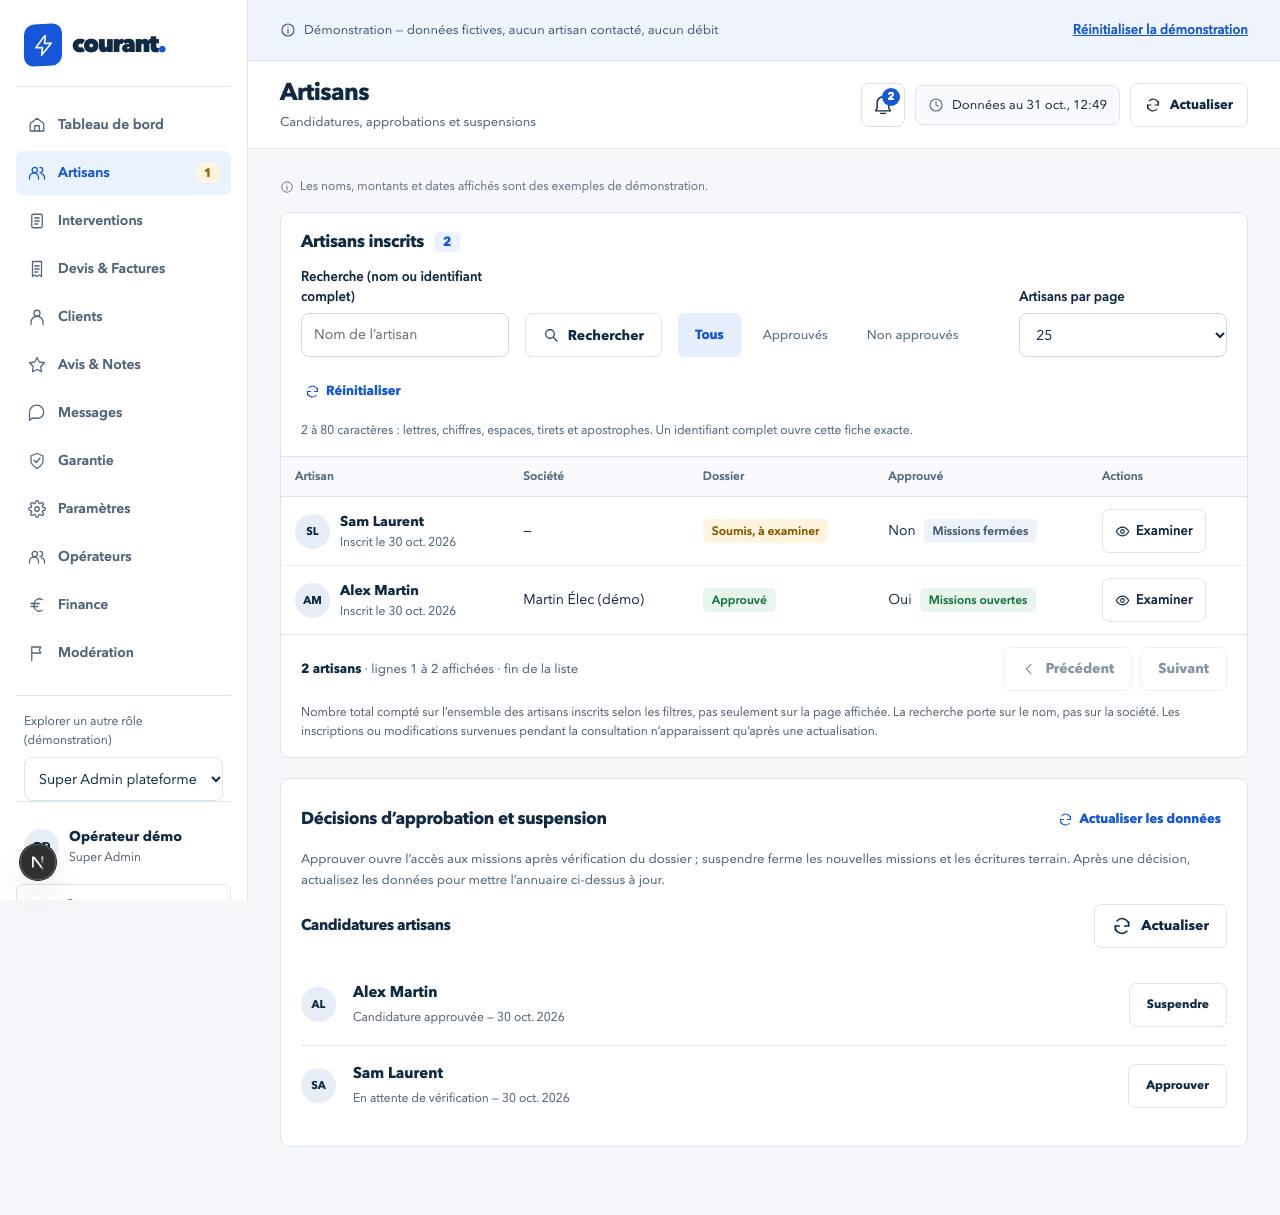 courant.
Tableau de bord
Artisans
1
Interventions
Devis & Factures
Clients
Avis & Notes
Messages
Garantie
Paramètres
Opérateurs
Finance
Modération
Explorer un autre rôle
(démonstration)
Super Admin plateforme
Opérateur démo
Super Admin
N
Démonstration – données fictives, aucun artisan contacté, aucun débit
Réinitialiser la démonstration
Artisans
Candidatures, approbations et suspensions
2
Données au 31 oct., 12:49
Actualiser
Les noms, montants et dates affichés sont des exemples de démonstration.
Artisans inscrits 2
Recherche (nom ou identifiant
complet)
Nom de l’artisan
Rechercher
Tous
Approuvés
Non approuvés
Artisans par page
25
Réinitialiser
2 à 80 caractères : lettres, chiffres, espaces, tirets et apostrophes. Un identifiant complet ouvre cette fiche exacte.
Artisan Société Dossier Approuvé Actions
SL Sam Laurent – Soumis, à examiner Non Missions fermées Examiner
Inscrit le 30 oct. 2026
AM Alex Martin Martin Élec (démo) Approuvé Oui Missions ouvertes Examiner
Inscrit le 30 oct. 2026
2 artisans · lignes 1 à 2 affichées · fin de la liste
Précédent
Suivant
Nombre total compté sur l’ensemble des artisans inscrits selon les filtres, pas seulement sur la page affichée. La recherche porte sur le nom, pas sur la société. Les
inscriptions ou modifications survenues pendant la consultation n’apparaissent qu’après une actualisation.
Décisions d’approbation et suspension
Actualiser les données
Approuver ouvre l’accès aux missions après vérification du dossier ; suspendre ferme les nouvelles missions et les écritures terrain. Après une décision,
actualisez les données pour mettre l’annuaire ci-dessus à jour.
Candidatures artisans
Actualiser
AL Alex Martin
Candidature approuvée – 30 oct. 2026
Suspendre
SA Sam Laurent
En attente de vérification – 30 oct. 2026
Approuver